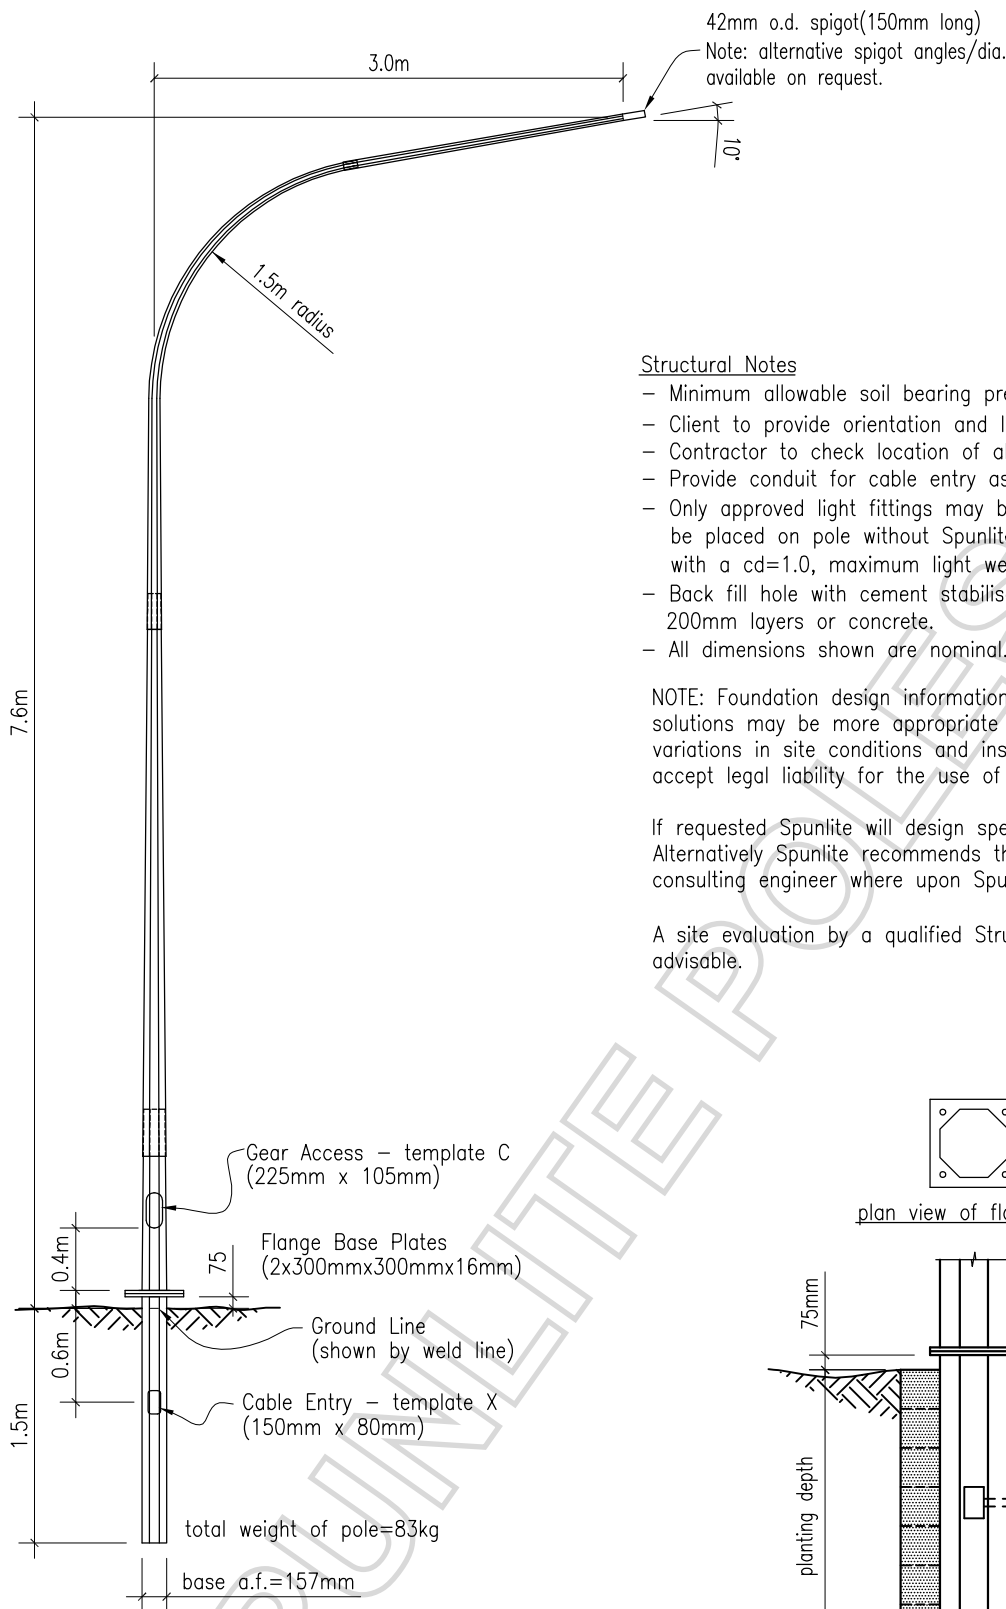 42mm o.d. spigot(150mm long)
Note: alternative spigot angles/dia.
available on request.
3.0m
10°
1.5m radius
7.6m
Structural Notes
– Minimum allowable soil bearing pre
– Client to provide orientation and l
– Contractor to check location of a
– Provide conduit for cable entry as
– Only approved light fittings may b
be placed on pole without Spunlite
with a cd=1.0, maximum light we
– Back fill hole with cement stabilis
200mm layers or concrete.
– All dimensions shown are nominal.
NOTE: Foundation design information
solutions may be more appropriate
variations in site conditions and ins
accept legal liability for the use of
If requested Spunlite will design spe
Alternatively Spunlite recommends th
consulting engineer where upon Spu
A site evaluation by a qualified Stru
advisable.
Gear Access – template C
(225mm x 105mm)
0.4m
75
Flange Base Plates
(2x300mmx300mmx16mm)
Ground Line
(shown by weld line)
0.6m
Cable Entry – template X
(150mm x 80mm)
1.5m
total weight of pole=83kg
base a.f.=157mm
plan view of fla
75mm
planting depth
PUNLITE POLES